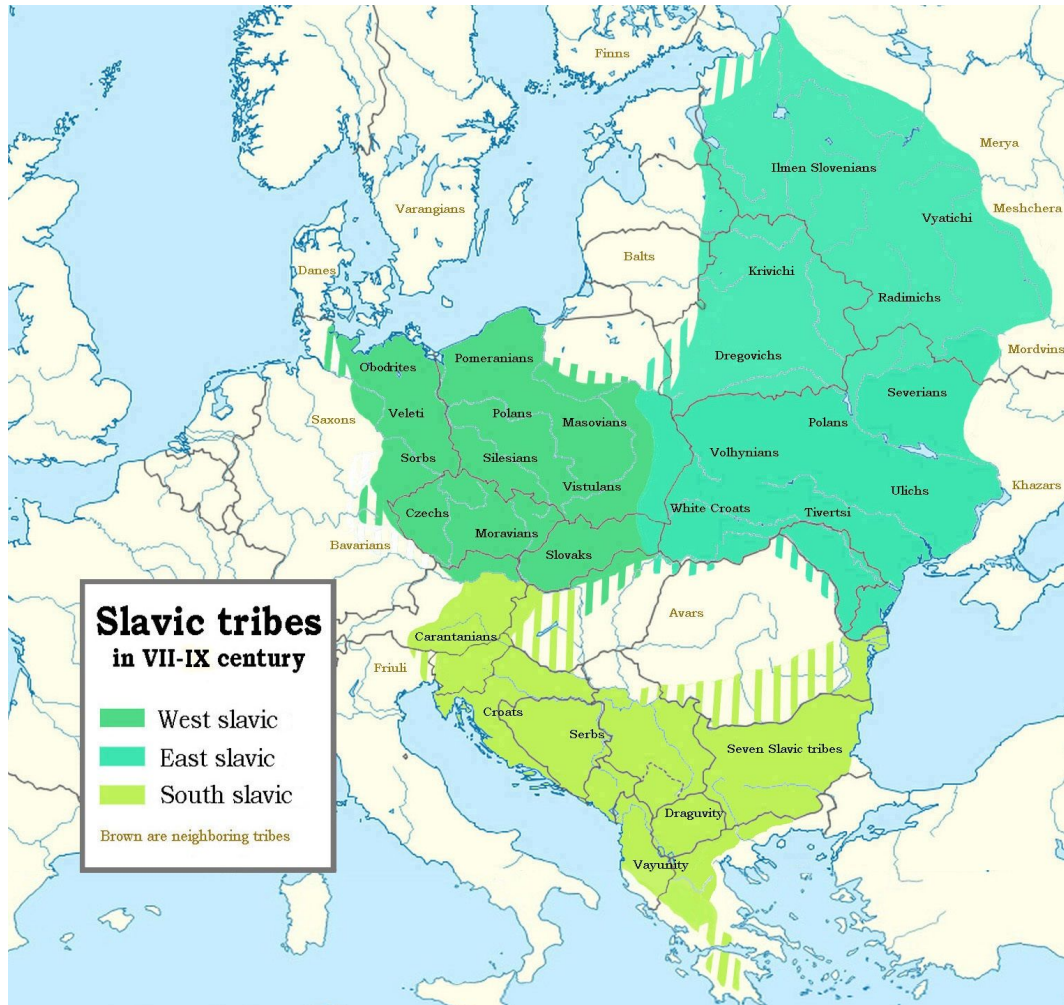 Finns
Merya
Ilmen Slovenians
Meshchera
Varangians
Vyatichi
Balts
Danes
Krivichi
Radimichs
Mordvins
Pomeranians
Dregovichs
Obodrites
Severians
Veleti
Polans
Saxons
Masovians
Polans
Volhynians
Sorbs
Silesians
Khazars
Vistulans
Ulichs
Czechs
White Croats
Tivertsi
Moravians
Bavarians
Slovaks
Avars
Carantanians
Friuli
Croats
Serbs
Seven Slavic tribes
Draguvity
Vayunity
Slavic tribes
in VII-IX century
West slavic
East slavic
South slavic
Brown are neighboring tribes